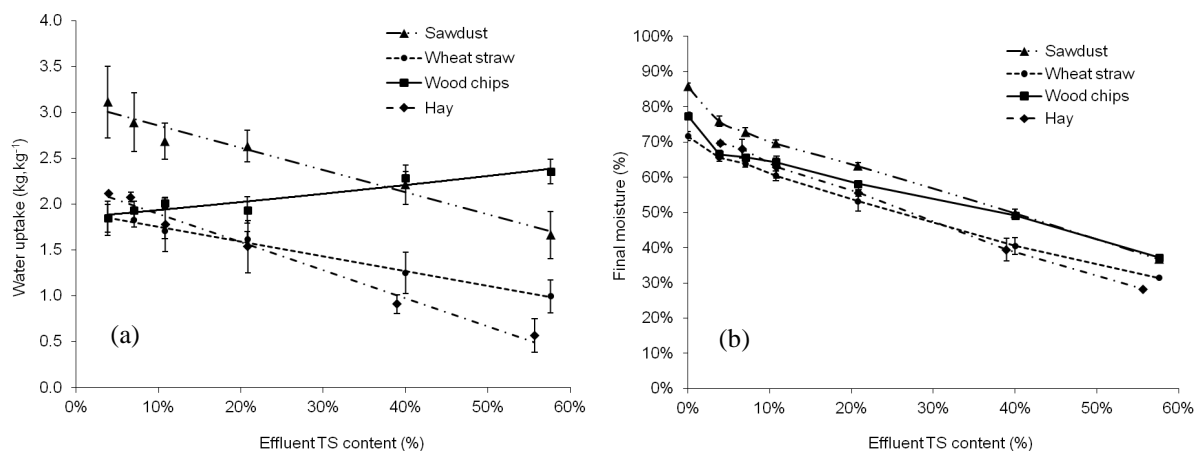 4.0
3.5
3.0
2.5
2.0
1.5
1.0
0.5
0.0
Water uptake (kg.kg⁻¹)
Sawdust
Wheat straw
Wood chips
Hay
(a)
0% 10% 20% 30% 40% 50% 60%
Effluent TS content (%)
100%
90%
80%
70%
60%
50%
40%
30%
20%
10%
0%
Final moisture (%)
Sawdust
Wheat straw
Wood chips
Hay
(b)
0% 10% 20% 30% 40% 50% 60%
Effluent TS content (%)